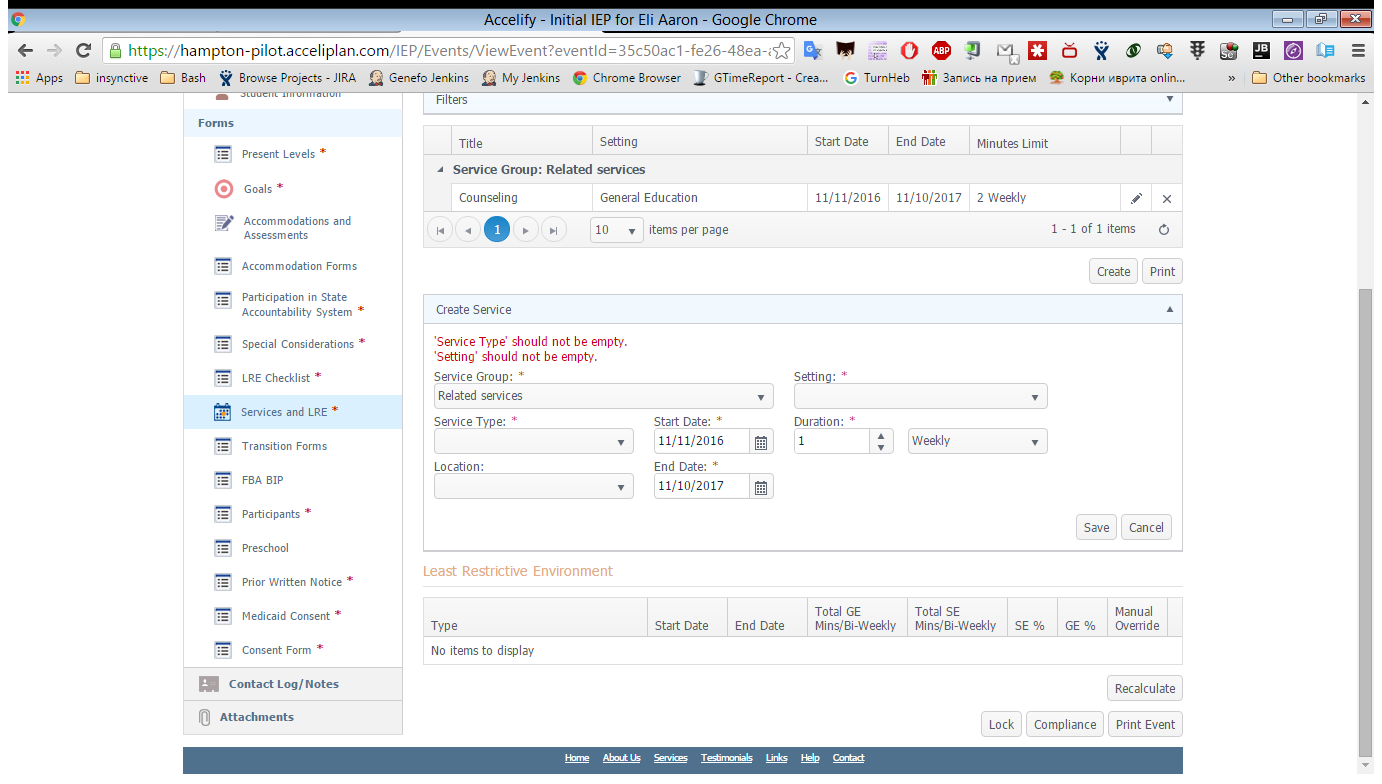 Accelify - Initial IEP for Eli Aaron - Google Chrome
https://hampton-pilot.acceliplan.com/IEP/Events/ViewEvent?eventId=35c50ac1-fe26-48ea-
Apps insynctive Bash Browse Projects - JIRA Genefo Jenkins My Jenkins Chrome Browser GTimeReport - Crea... TurnHeb Запись на прием Корни иврита onlin... » Other bookmarks
Student Information
Forms
Present Levels *
Goals *
Accommodations and
Assessments
Accommodation Forms
Participation in State
Accountability System *
Special Considerations *
LRE Checklist *
Services and LRE *
Transition Forms
FBA BIP
Participants *
Preschool
Prior Written Notice *
Medicaid Consent *
Consent Form *
Contact Log/Notes
Attachments
Filters
Title Setting Start Date End Date Minutes Limit
Service Group: Related services
Counseling General Education 11/11/2016 11/10/2017 2 Weekly
1 10 items per page 1 - 1 of 1 items
Create Print
Create Service
'Service Type' should not be empty.
'Setting' should not be empty.
Service Group: * Setting: *
Related services
Service Type: * Start Date: * Duration: *
11/11/2016 1 Weekly
Location: End Date: *
11/10/2017
Save Cancel
Least Restrictive Environment
Type Start Date End Date Total GE Mins/Bi-Weekly Total SE Mins/Bi-Weekly SE % GE % Manual Override
No items to display
Recalculate
Lock Compliance Print Event
Home About Us Services Testimonials Links Help Contact